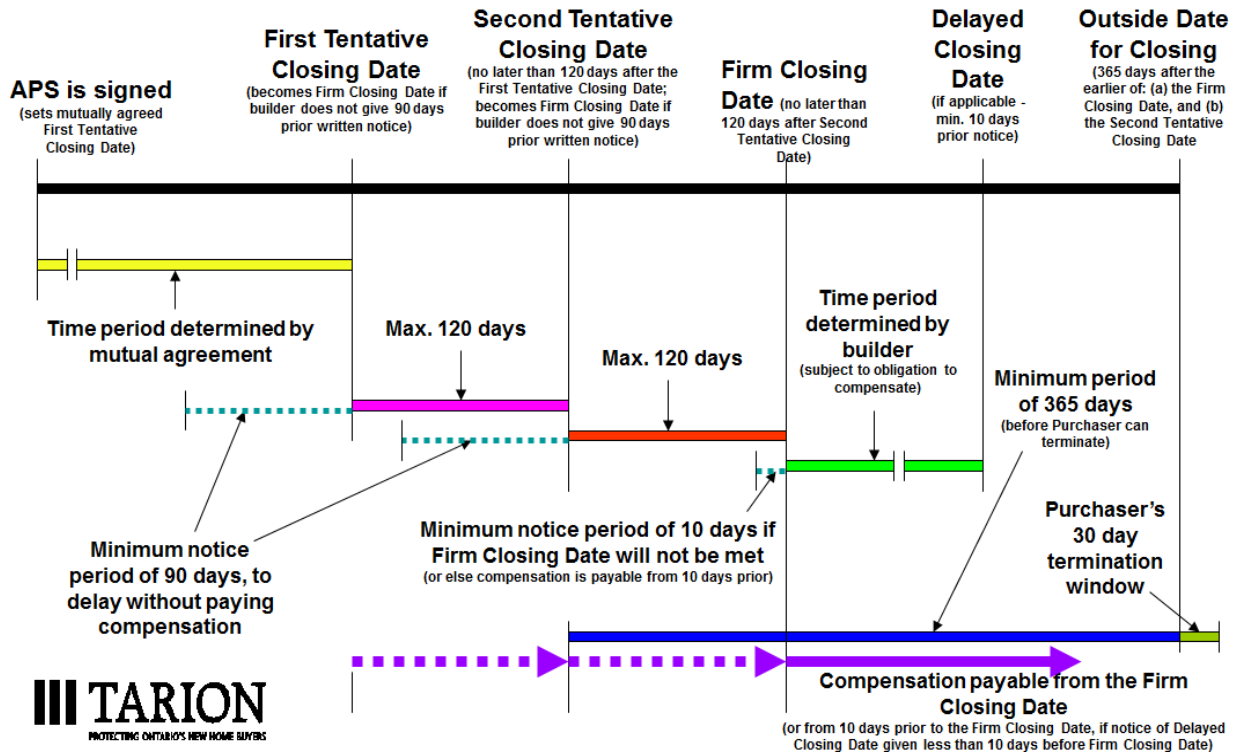 APS is signed
(sets mutually agreed
First Tentative
Closing Date)
First Tentative
Closing Date
(becomes Firm Closing Date if
builder does not give 90 days
prior written notice)
Second Tentative
Closing Date
(no later than 120 days after the
First Tentative Closing Date;
becomes Firm Closing Date if
builder does not give 90 days
prior written notice)
Firm Closing
Date (no later than
120 days after Second
Tentative Closing
Date)
Delayed
Closing
Date
(if applicable -
min. 10 days
prior notice)
Outside Date
for Closing
(365 days after the
earlier of: (a) the Firm
Closing Date, and (b)
the Second Tentative
Closing Date
Time period determined by
mutual agreement
Max. 120 days
Max. 120 days
Time period
determined by
builder
(subject to obligation to
compensate)
Minimum period
of 365 days
(before Purchaser can
terminate)
Minimum notice
period of 90 days, to
delay without paying
compensation
Minimum notice period of 10 days if
Firm Closing Date will not be met
(or else compensation is payable from 10 days prior)
Purchaser's
30 day
termination
window
Compensation payable from the Firm
Closing Date
(or from 10 days prior to the Firm Closing Date, if notice of Delayed
Closing Date given less than 10 days before Firm Closing Date)
TARION
PROTECTING ONTARIO'S NEW HOME BUYERS